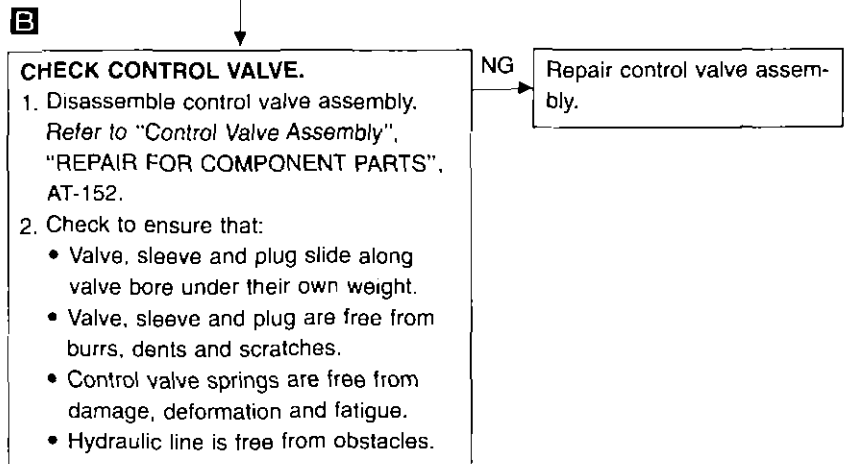 B
CHECK CONTROL VALVE.
1. Disassemble control valve assembly.
Refer to "Control Valve Assembly",
"REPAIR FOR COMPONENT PARTS",
AT-152.
2. Check to ensure that:
• Valve, sleeve and plug slide along
valve bore under their own weight.
• Valve, sleeve and plug are free from
burrs, dents and scratches.
• Control valve springs are free from
damage, deformation and fatigue.
• Hydraulic line is free from obstacles.
NG
Repair control valve assem-
bly.